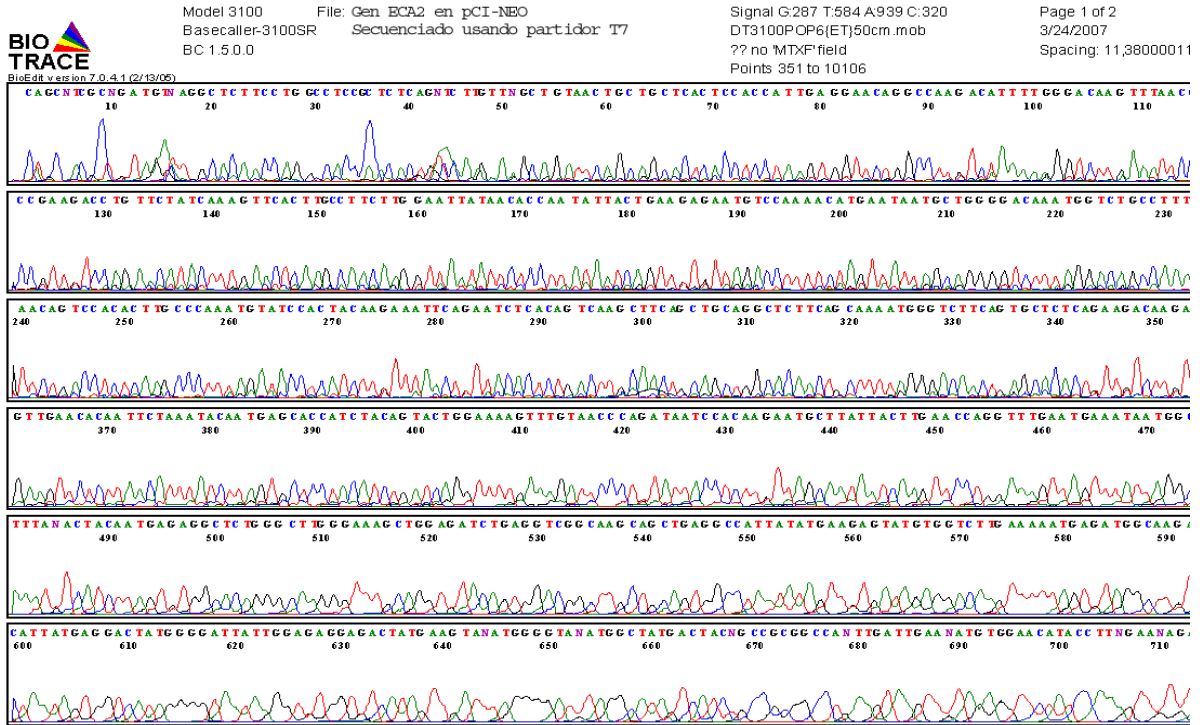 BIO
TRACE
BioEdit version 7.0.4.1 (2/13/05)
Model 3100
Basecaller-3100SR
BC 1.5.0.0
File: Gen ECA2 en pCI-NEO
Secuenciado usando partidor T7
Signal G:287 T:584 A:939 C:320
DT3100POP6{ET}50cm.mob
?? no 'MTXF' field
Points 351 to 10106
Page 1 of 2
3/24/2007
Spacing: 11,38000011
CAGCNTCGCNGATGTNAGGCTCTTCCTGGCCTCCGCTCTCAGNTCTTGTTNGCTGTAACTGCTGCTCACTCCACCATTGAGGAACAGGCCAAGACATTTTGGGACAAGTTTAACC
10 20 30 40 50 60 70 80 90 100 110
CCGAAGACCTGTTCTATCAAAGTTCACTTGCCTTCTTGGAATTATAACACCAATATTACTGAAGAGAATGTCCAAAACATGAATAATGCTGGGGACAAATGGTCTGCCTTTT
130 140 150 160 170 180 190 200 210 220 230
AACAGTCCACACTTGCCCAAATGTATCCACTACAAGAAATTCAGAATCTCACAGTCAAGCTTCAGCTGCAGGCTCTTCAGCAAAATGGGTCTTCAGTGCTCTCAGAAGACAAGA
240 250 260 270 280 290 300 310 320 330 340 350
GTTGAACACAATTCTAAATACAATGAGCACCATCTACAGTACTGGAAAAGTTTGTAACCCAGATAATCCACAAGAATGCTTATTACTTGAACCAGGTTTGAATGAAATAATGGC
370 380 390 400 410 420 430 440 450 460 470
TTTANACTACAATGAGAGGCTCTGGGCTTGGGAAAGCTGGAGATCTGAGGTCGGCAAGCAGCTGAGGCCATTATATGAAGAGTATGTGGTCTTGAAAAATGAGATGGCAAGA
490 500 510 520 530 540 550 560 570 580 590
CATTATGAGGACTATGGGGATTATTGGAGAGGAGACTATGAAGTANATGGGGTANATGGCTATGACTACNGCCGCGGCCANTTGATTGAANATGTGGAACATACCTTNGAANAGA
600 610 620 630 640 650 660 670 680 690 700 710